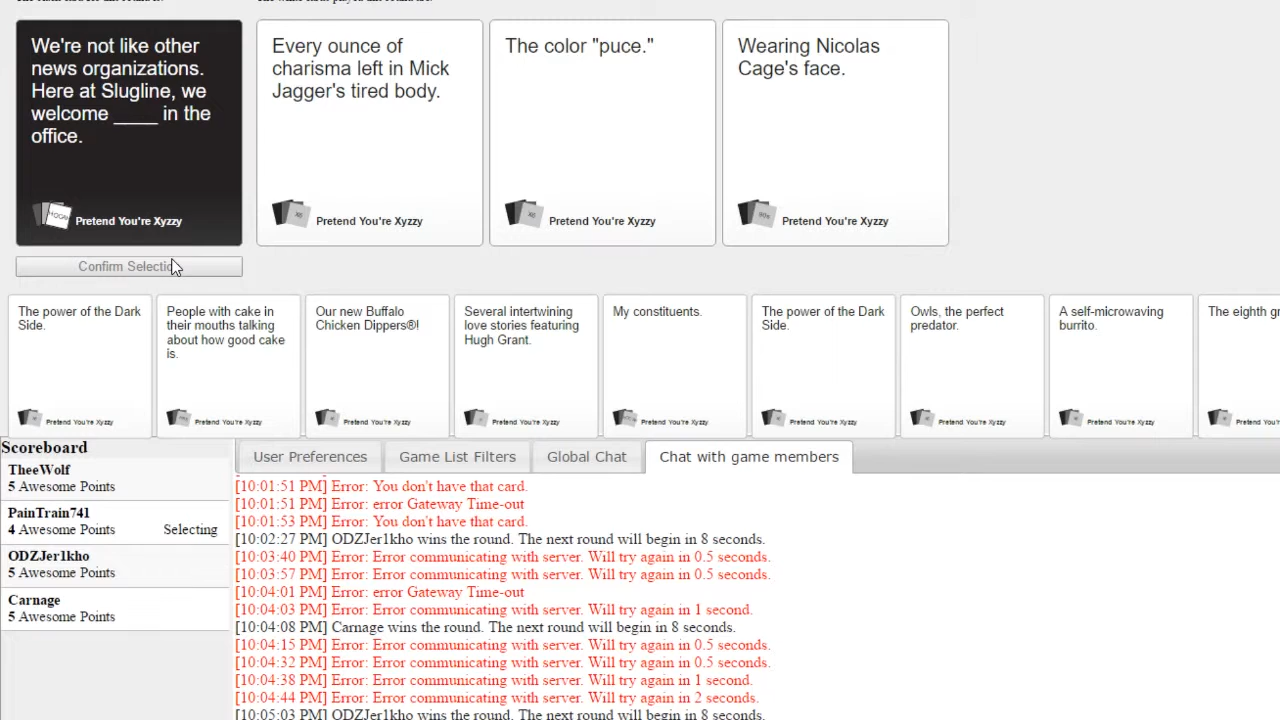 We're not like other
news organizations.
Here at Slugline, we
welcome ____ in the
office.
Pretend You're Xyzzy
Every ounce of
charisma left in Mick
Jagger's tired body.
Pretend You're Xyzzy
The color "puce."
Pretend You're Xyzzy
Wearing Nicolas
Cage's face.
Pretend You're Xyzzy
Confirm Selectio
The power of the Dark
Side.
Pretend You're Xyzzy
People with cake in
their mouths talking
about how good cake
is.
Pretend You're Xyzzy
Our new Buffalo
Chicken Dippers®!
Pretend You're Xyzzy
Several intertwining
love stories featuring
Hugh Grant.
Pretend You're Xyzzy
My constituents.
Pretend You're Xyzzy
The power of the Dark
Side.
Pretend You're Xyzzy
Owls, the perfect
predator.
Pretend You're Xyzzy
A self-microwaving
burrito.
Pretend You're Xyzzy
The eighth gr
Pretend You'r
Scoreboard
TheeWolf
5 Awesome Points
PainTrain741
4 Awesome Points Selecting
ODZJer1kho
5 Awesome Points
Carnage
5 Awesome Points
User Preferences Game List Filters Global Chat Chat with game members
[10:01:51 PM] Error: You don't have that card.
[10:01:51 PM] Error: error Gateway Time-out
[10:01:53 PM] Error: You don't have that card.
[10:02:27 PM] ODZJer1kho wins the round. The next round will begin in 8 seconds.
[10:03:40 PM] Error: Error communicating with server. Will try again in 0.5 seconds.
[10:03:57 PM] Error: Error communicating with server. Will try again in 0.5 seconds.
[10:04:01 PM] Error: error Gateway Time-out
[10:04:03 PM] Error: Error communicating with server. Will try again in 1 second.
[10:04:08 PM] Carnage wins the round. The next round will begin in 8 seconds.
[10:04:15 PM] Error: Error communicating with server. Will try again in 0.5 seconds.
[10:04:32 PM] Error: Error communicating with server. Will try again in 0.5 seconds.
[10:04:38 PM] Error: Error communicating with server. Will try again in 1 second.
[10:04:44 PM] Error: Error communicating with server. Will try again in 2 seconds.
[10:05:03 PM] ODZJer1kho wins the round. The next round will begin in 8 seconds.